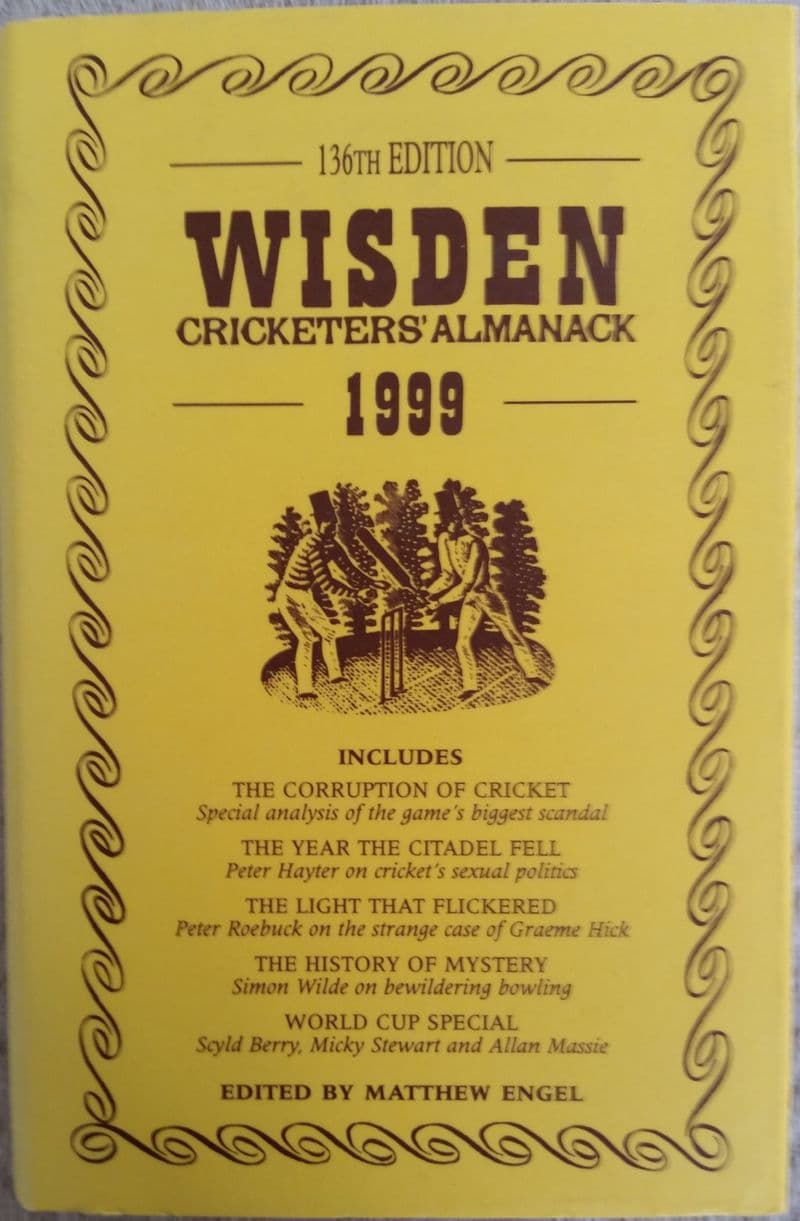 136TH EDITION
WISDEN
CRICKETERS' ALMANACK
1999
INCLUDES
THE CORRUPTION OF CRICKET
Special analysis of the game's biggest scandal
THE YEAR THE CITADEL FELL
Peter Hayter on cricket's sexual politics
THE LIGHT THAT FLICKERED
Peter Roebuck on the strange case of Graeme Hick
THE HISTORY OF MYSTERY
Simon Wilde on bewildering bowling
WORLD CUP SPECIAL
Scyld Berry, Micky Stewart and Allan Massie
EDITED BY MATTHEW ENGEL